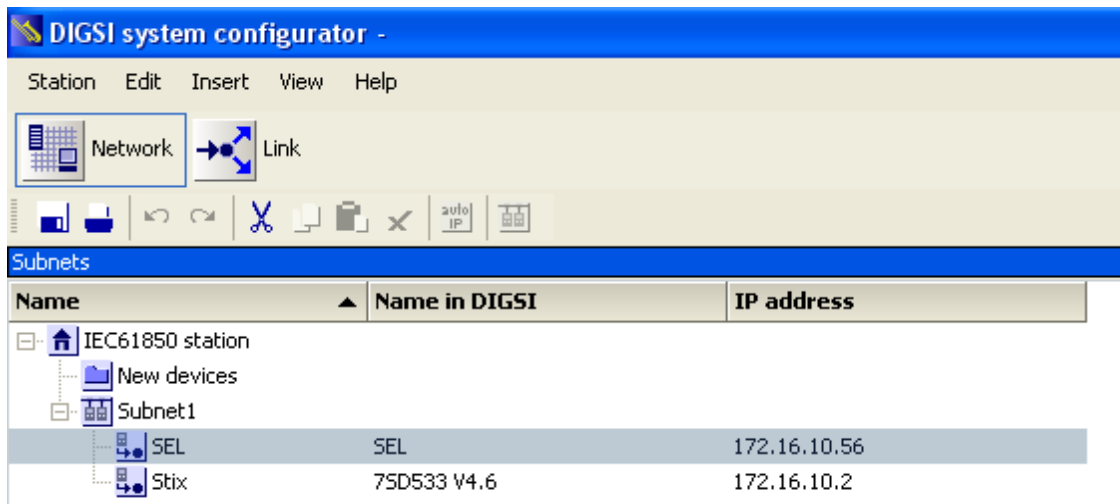 DIGSI system configurator -
Station Edit Insert View Help
Network Link
auto IP
Subnets
Name Name in DIGSI IP address
IEC61850 station
New devices
Subnet1
SEL SEL 172.16.10.56
Stix 7SD533 V4.6 172.16.10.2